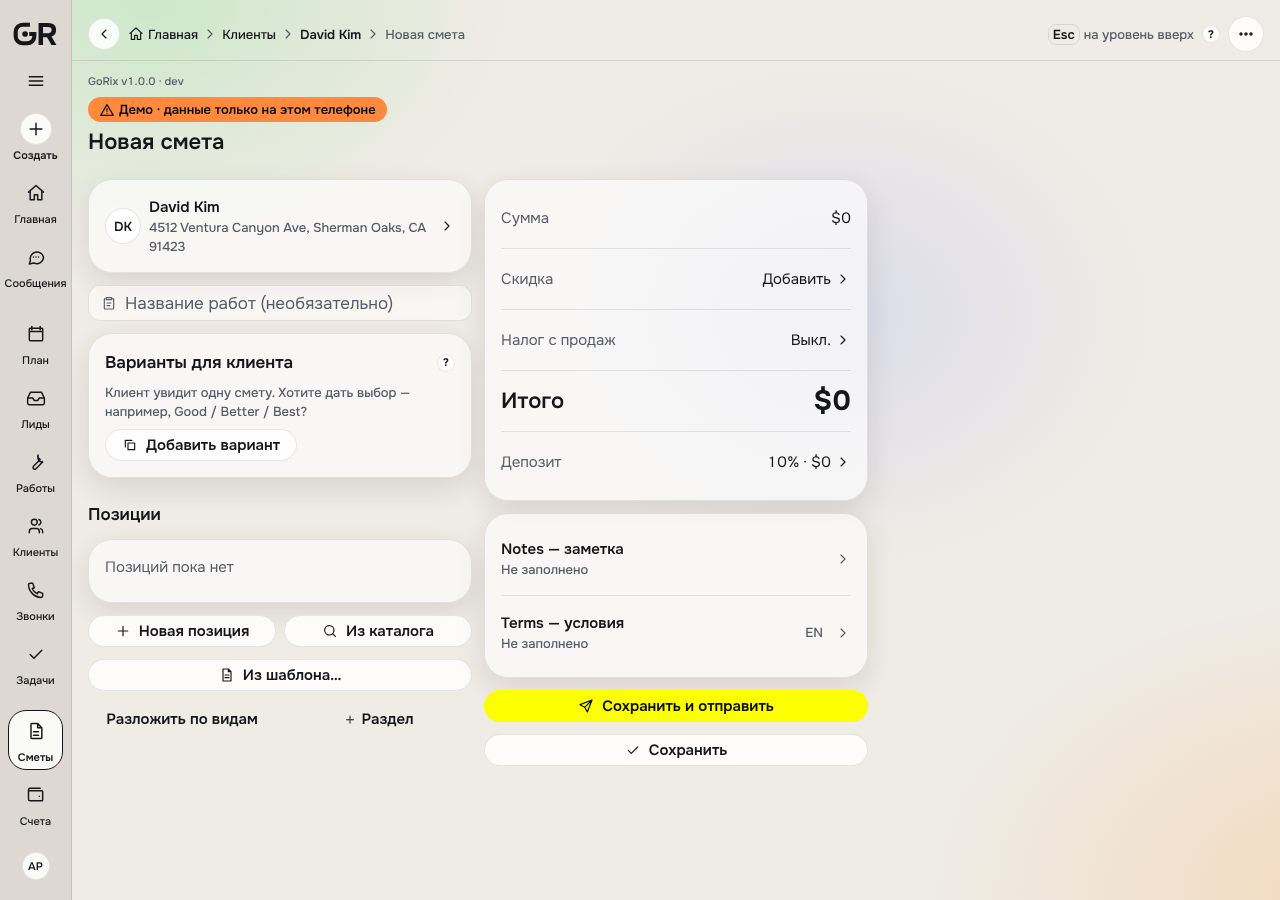 GR
Создать
Главная
Сообщения
План
Лиды
Работы
Клиенты
Звонки
Задачи
Сметы
Счета
AP
Главная
Клиенты
David Kim
Новая смета
Esc на уровень вверх ?
GoRix v1.0.0 · dev
Демо · данные только на этом телефоне
Новая смета
DK
David Kim
4512 Ventura Canyon Ave, Sherman Oaks, CA
91423
Название работ (необязательно)
Варианты для клиента ?
Клиент увидит одну смету. Хотите дать выбор —
например, Good / Better / Best?
Добавить вариант
Позиции
Позиций пока нет
Новая позиция
Из каталога
Из шаблона…
Разложить по видам
+ Раздел
Сумма $0
Скидка Добавить
Налог с продаж Выкл.
Итого $0
Депозит 10% · $0
Notes — заметка
Не заполнено
Terms — условия
Не заполнено
EN
Сохранить и отправить
Сохранить